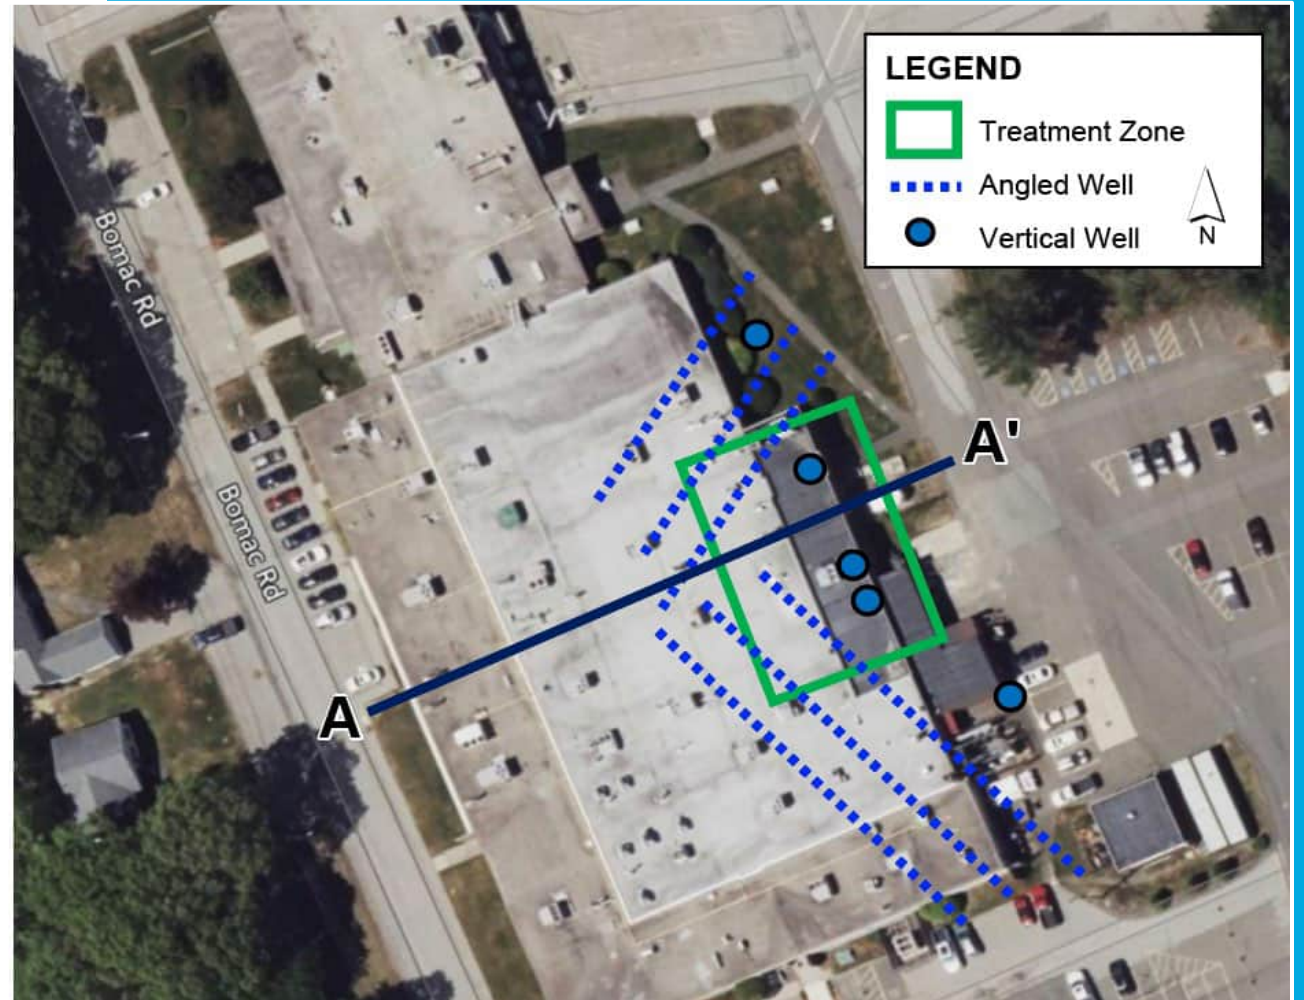 LEGEND
Treatment Zone
Angled Well
Vertical Well
N
Bomac Rd
A'
Bomac Rd
A